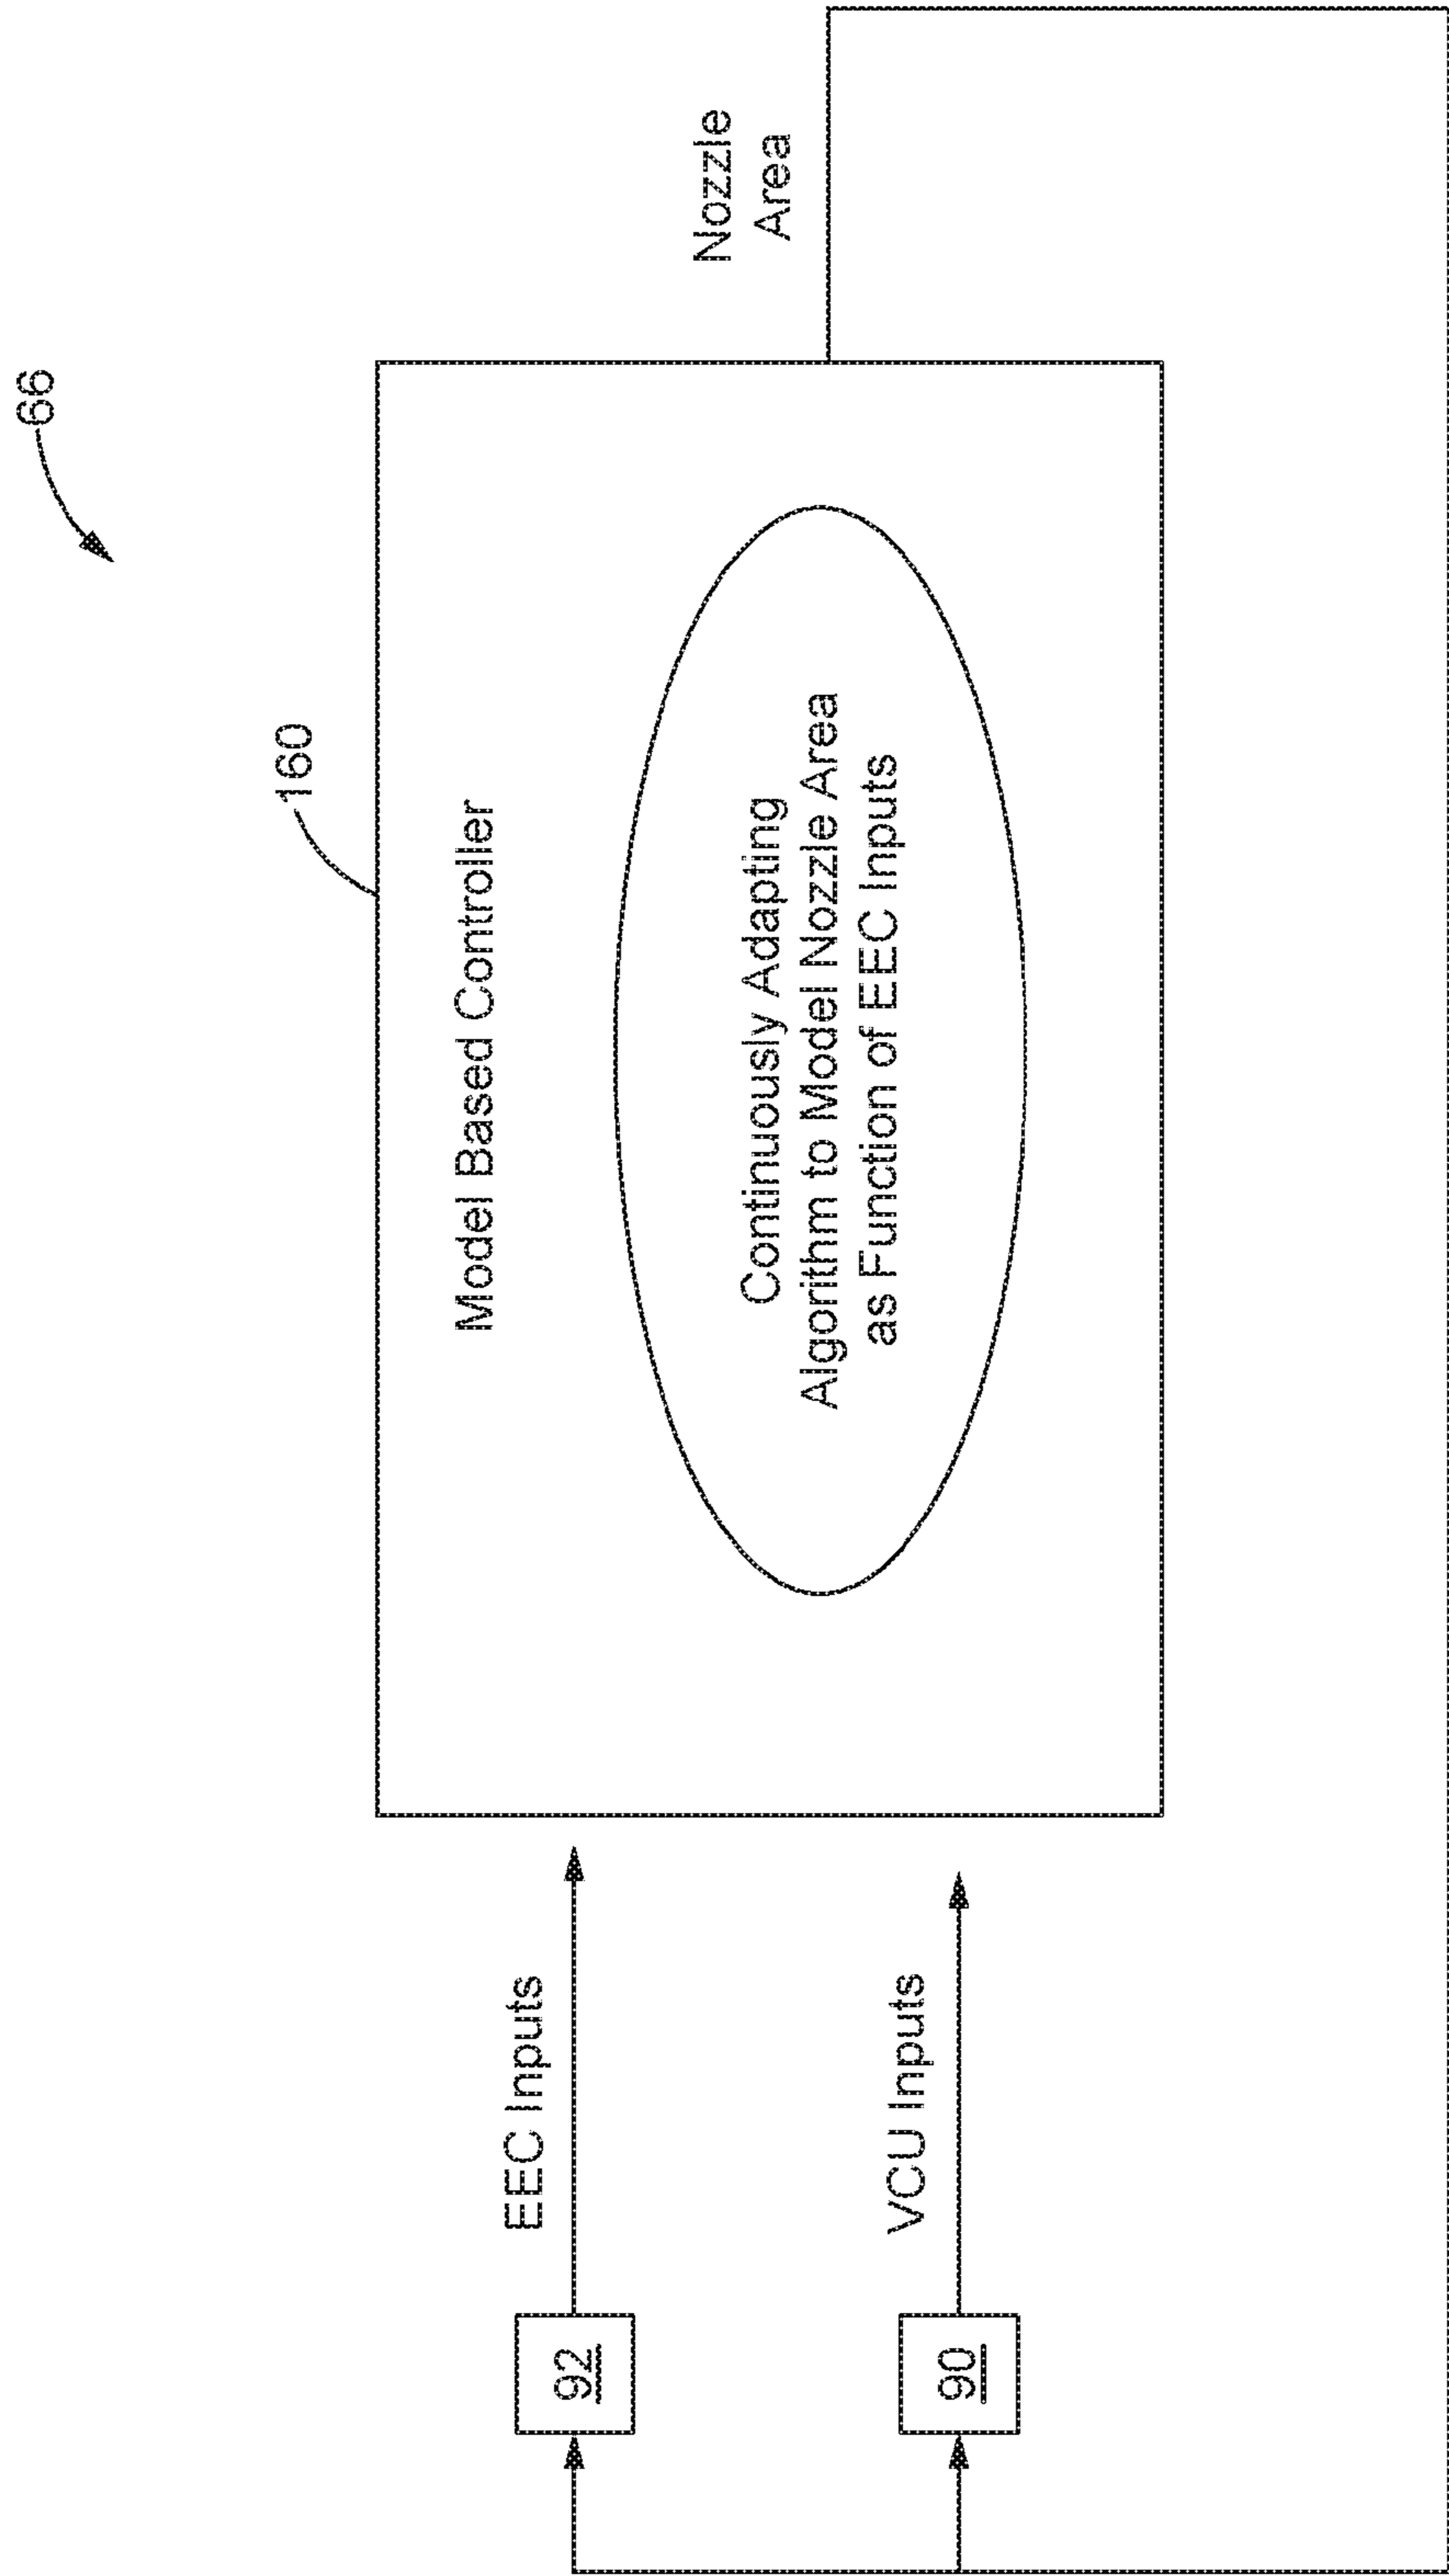 66
160
Model Based Controller
Continuously Adapting
Algorithm to Model Nozzle Area
as Function of EEC Inputs
Nozzle
Area
EEC Inputs
92
VCU Inputs
90